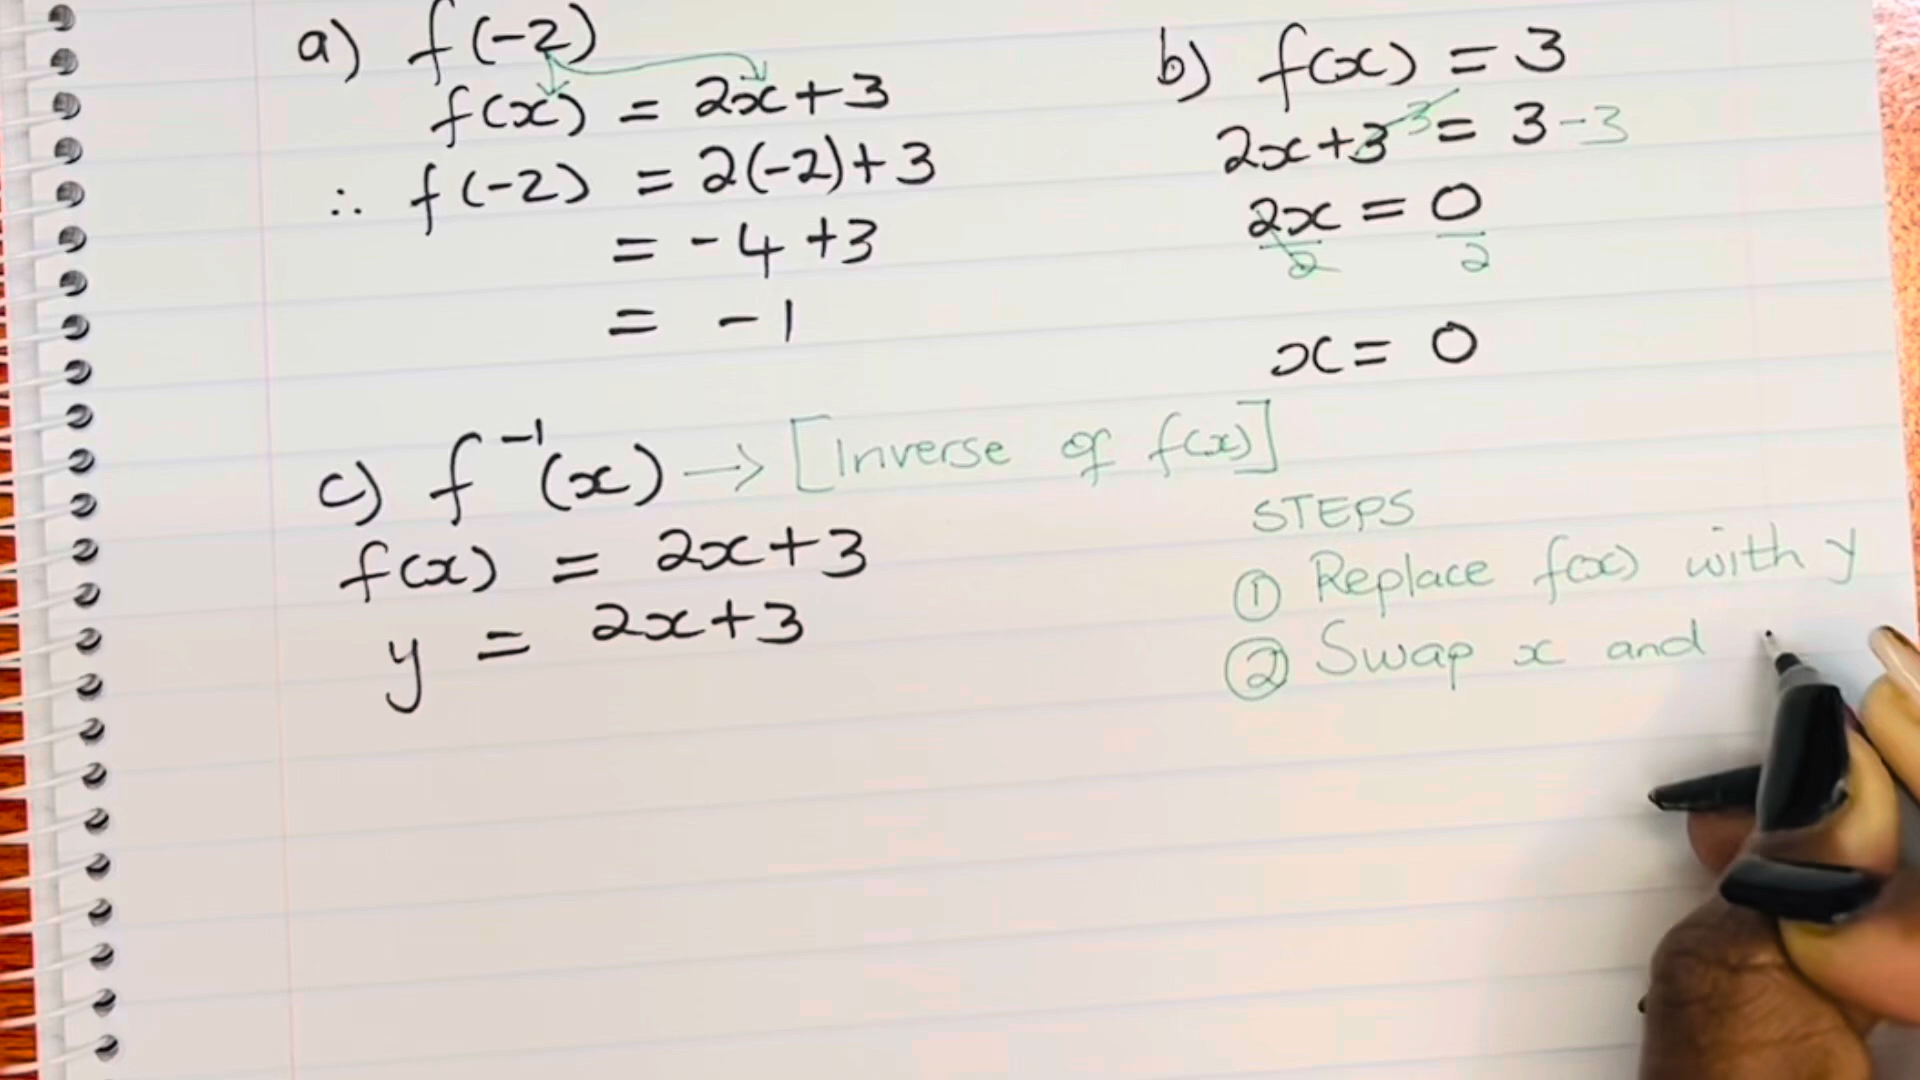 a) f(-2)
f(x) = 2x+3
∴ f(-2) = 2(-2)+3
= -4+3
= -1
b) f(x) = 3
2x+3-3 = 3-3
2x/2 = 0/2
x = 0
c) f⁻¹(x) → [Inverse of f(x)]
f(x) = 2x+3
y = 2x+3
STEPS
① Replace f(x) with y
② Swap x and